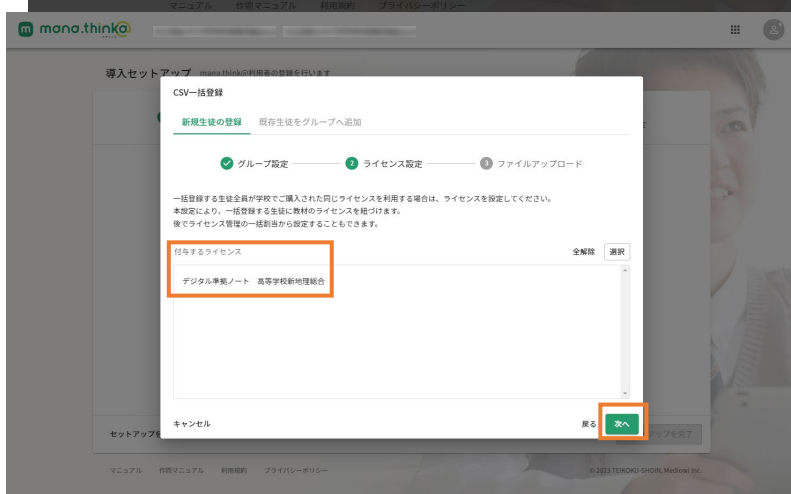 マニュアル 作問マニュアル 利用規約 プライバシーポリシー
mana.think@
導入セットアップ mana.think@利用者の登録を行います
CSV一括登録
新規生徒の登録 既存生徒をグループへ追加
グループ設定 2 ライセンス設定 3 ファイルアップロード
一括登録する生徒全員が学校でご購入された同じライセンスを利用する場合は、ライセンスを設定してください。
本設定により、一括登録する生徒に教材のライセンスを紐づけます。
後でライセンス管理の一括割当から設定することもできます。
付与するライセンス 全解除 選択
デジタル準拠ノート 高等学校新地理総合
キャンセル 戻る 次へ
セットアップを アップを完了
マニュアル 作問マニュアル 利用規約 プライバシーポリシー © 2023 TEIKOKU-SHOIN, Mediowl Inc.